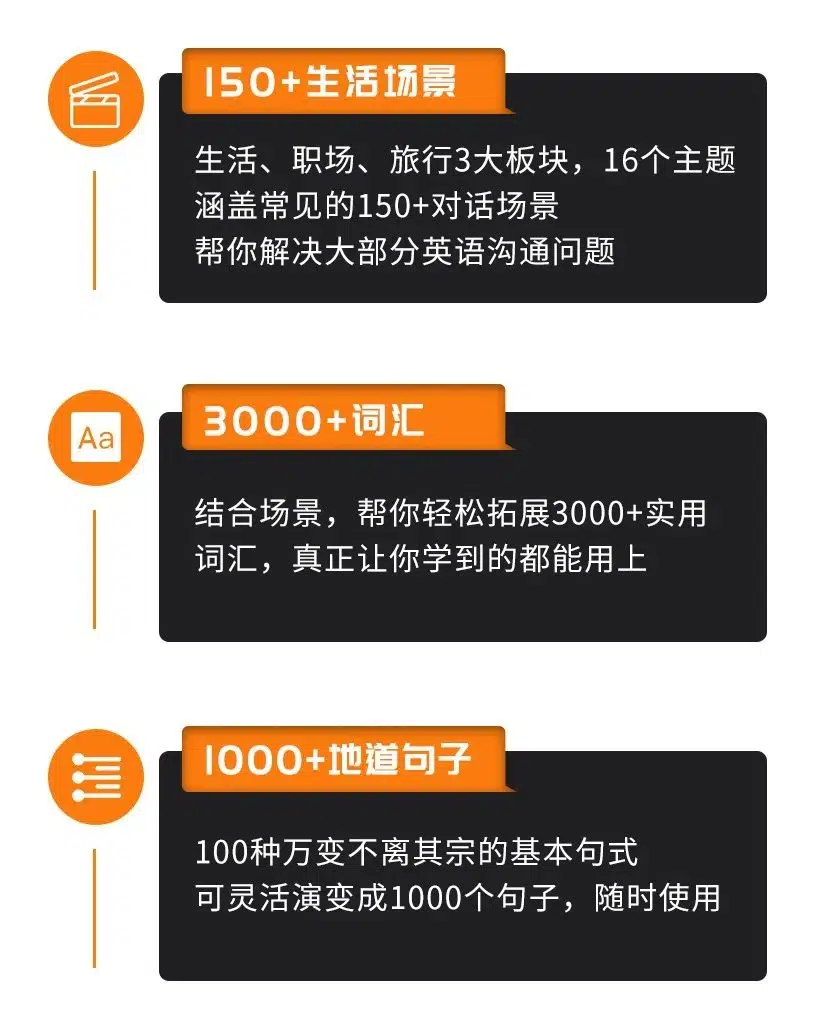 150+生活场景
生活、职场、旅行3大板块，16个主题
涵盖常见的150+对话场景
帮你解决大部分英语沟通问题
Aa
3000+词汇
结合场景，帮你轻松拓展3000+实用
词汇，真正让你学到的都能用上
1000+地道句子
100种万变不离其宗的基本句式
可灵活演变成1000个句子，随时使用